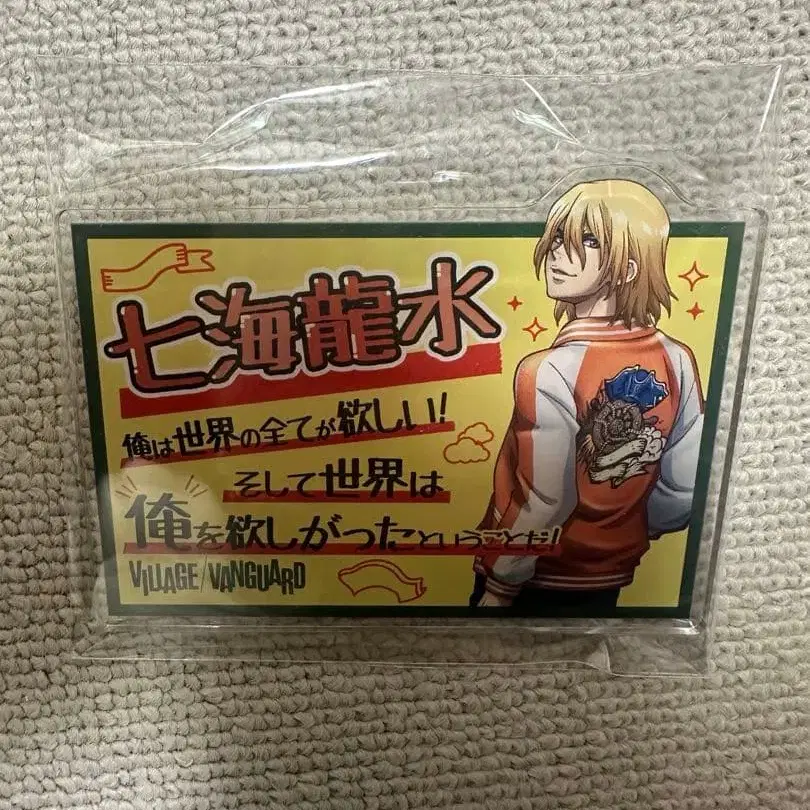 七海龍水
俺は世界の全てが欲しい!
そして世界は
俺を欲しがったということだ!
VILLAGE/VANGUARD